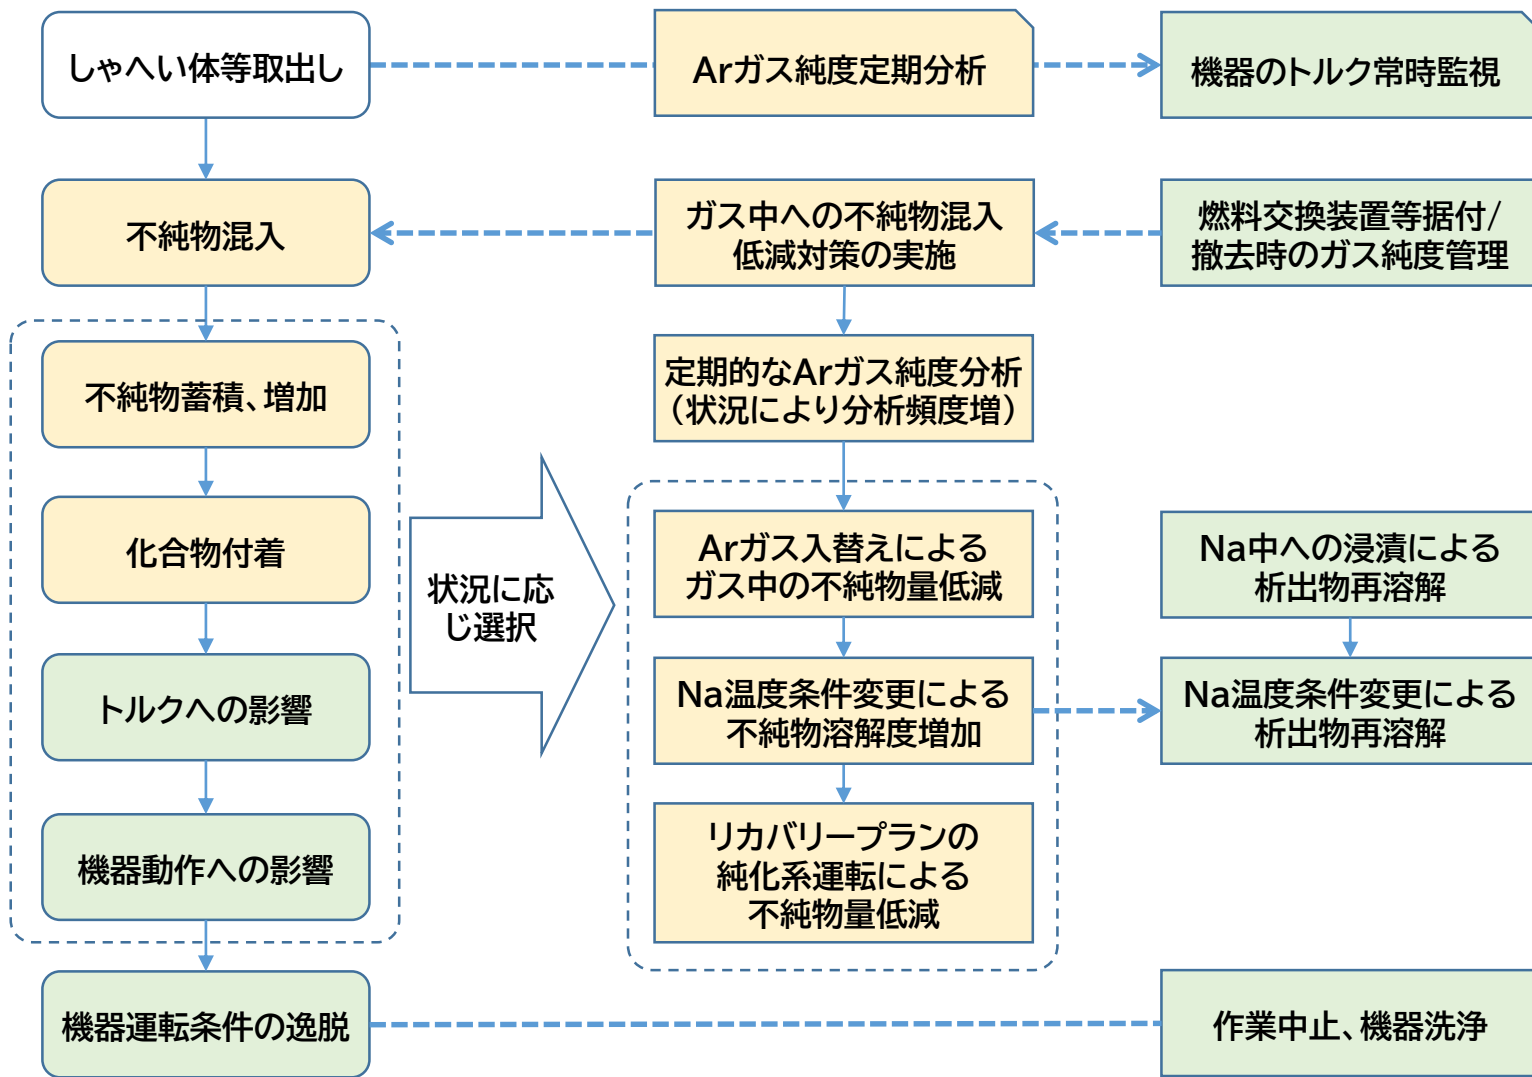 しゃへい体等取出し
Arガス純度定期分析
機器のトルク常時監視
不純物混入
ガス中への不純物混入
低減対策の実施
燃料交換装置等据付/
撤去時のガス純度管理
不純物蓄積、増加
定期的なArガス純度分析
（状況により分析頻度増）
化合物付着
状況に応
じ選択
Arガス入替えによる
ガス中の不純物量低減
Na中への浸漬による
析出物再溶解
トルクへの影響
Na温度条件変更による
不純物溶解度増加
Na温度条件変更による
析出物再溶解
機器動作への影響
リカバリープランの
純化系運転による
不純物量低減
機器運転条件の逸脱
作業中止、機器洗浄